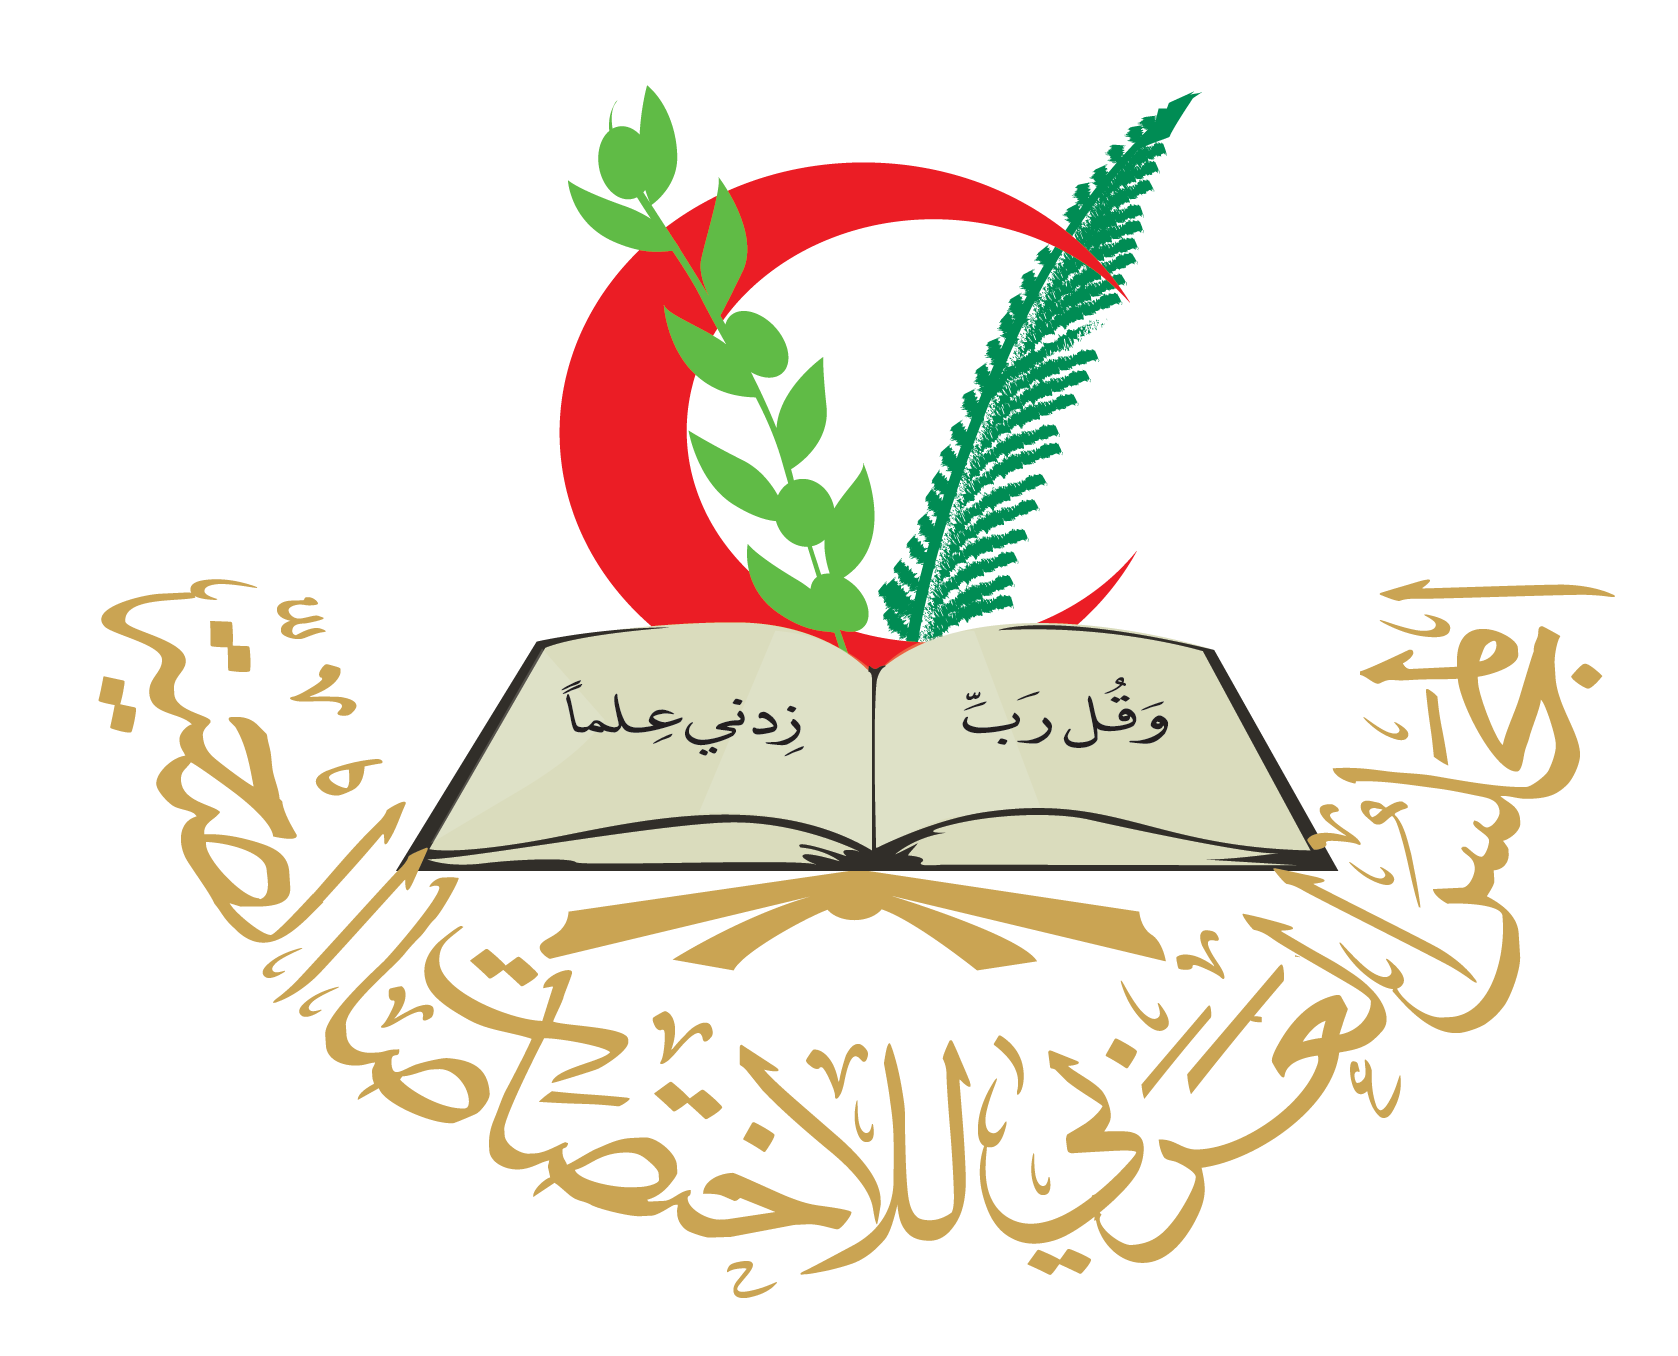 وَقُل رَبِّ
زِدني عِلماً
المجلس العربي للاختصاصات الصحية